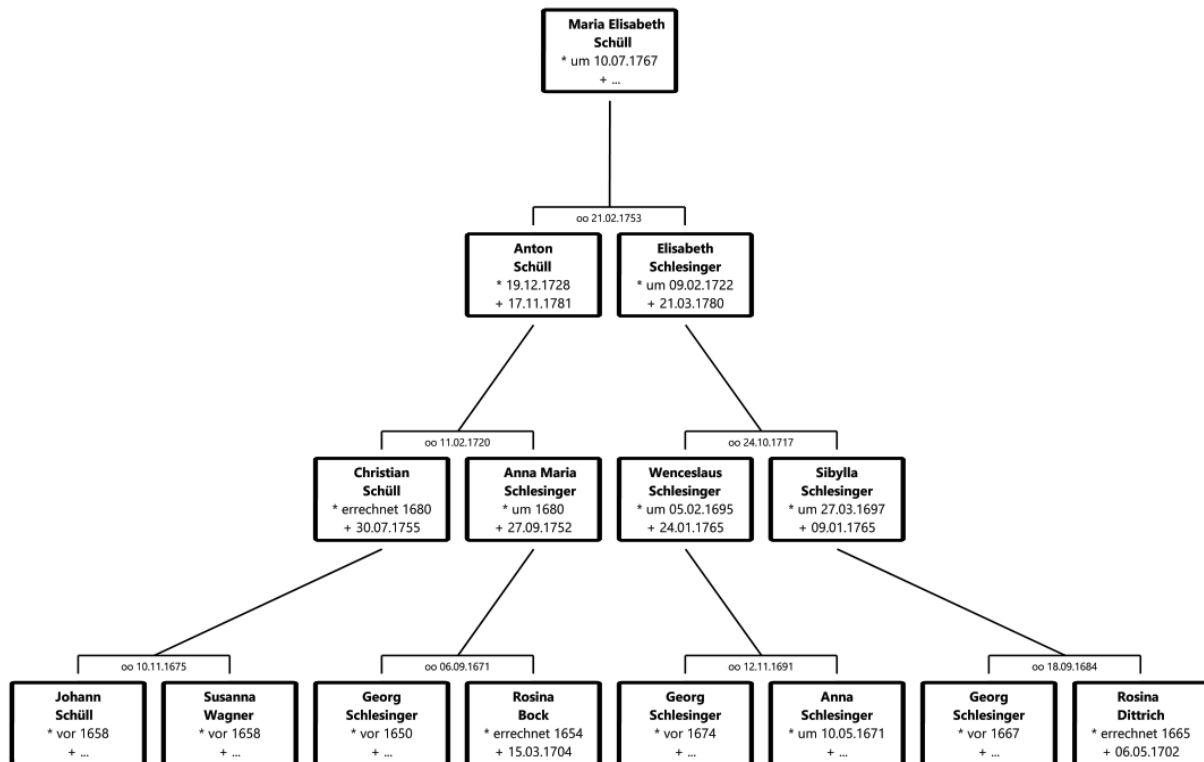 Maria Elisabeth
Schüll
* um 10.07.1767
+ ...
oo 21.02.1753
Anton
Schüll
* 19.12.1728
+ 17.11.1781
Elisabeth
Schlesinger
* um 09.02.1722
+ 21.03.1780
oo 11.02.1720
oo 24.10.1717
Christian
Schüll
* errechnet 1680
+ 30.07.1755
Anna Maria
Schlesinger
* um 1680
+ 27.09.1752
Wenceslaus
Schlesinger
* um 05.02.1695
+ 24.01.1765
Sibylla
Schlesinger
* um 27.03.1697
+ 09.01.1765
oo 10.11.1675
oo 06.09.1671
oo 12.11.1691
oo 18.09.1684
Johann
Schüll
* vor 1658
+ ...
Susanna
Wagner
* vor 1658
+ ...
Georg
Schlesinger
* vor 1650
+ ...
Rosina
Bock
* errechnet 1654
+ 15.03.1704
Georg
Schlesinger
* vor 1674
+ ...
Anna
Schlesinger
* um 10.05.1671
+ ...
Georg
Schlesinger
* vor 1667
+ ...
Rosina
Dittrich
* errechnet 1665
+ 06.05.1702